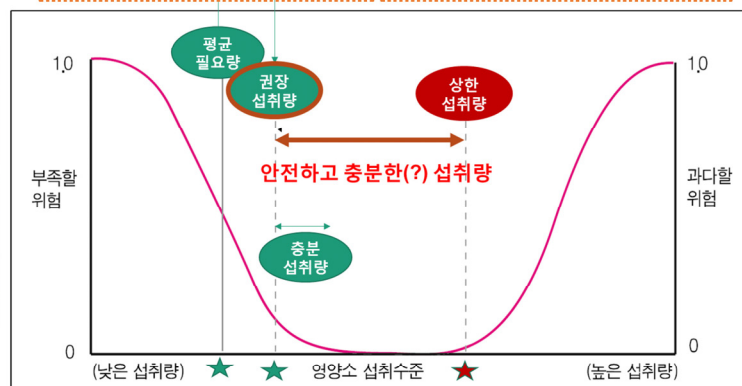 평균
필요량
1.0
1.0
권장
섭취량
상한
섭취량
안전하고 충분한(?) 섭취량
부족할
위험
과다할
위험
충분
섭취량
0
0
(낮은 섭취량)
영양소 섭취수준
(높은 섭취량)